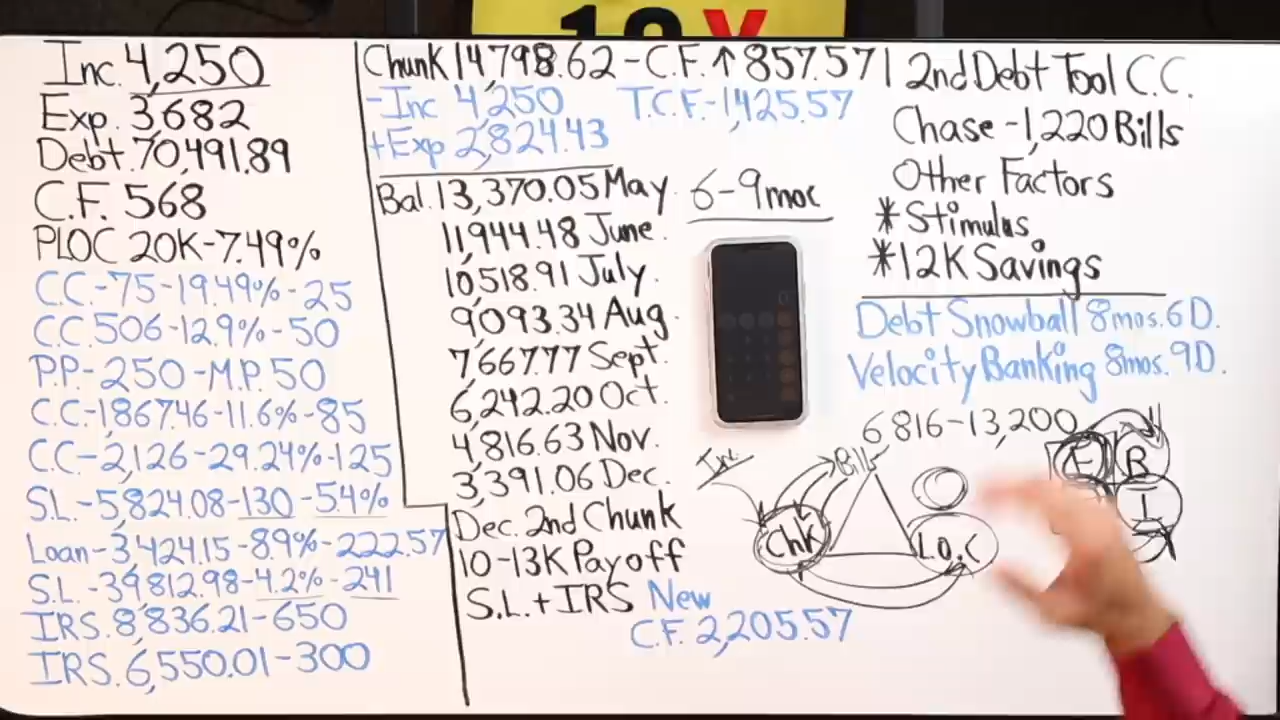 Inc. 4,250
Exp. 3,682
Debt. 70,491.89
C.F. 568
PLOC 20K-7.49%
C.C.-75-19.49%-25
C.C. 506-12.9%-50
P.P.-250-M.P. 50
C.C-1,867.46-11.6%-85
C.C-2,126-29.24%-125
S.L.-5,824.08-130-5.4%
Loan-3,424.15-8.9%-222.57
S.L.-39,812.98-4.2%-241
IRS. 8,836.21-650
IRS. 6,550.01-300
Chunk 14,798.62-C.F.↑857.57
-Inc 4,250 T.C.F.-1,425.57
+Exp 2,824.43
Bal. 13,370.05 May
11,944.48 June.
10,518.91 July
9,093.34 Aug.
7,667.77 Sept.
6,242.20 Oct.
4,816.63 Nov.
3,391.06 Dec.
Dec. 2nd Chunk
10-13K Payoff
S.L.+IRS New
C.F. 2,205.57
6-9mo
2nd Debt Tool C.C.
Chase-1,220 Bills
Other Factors
*Stimulus
*12K Savings
Debt Snowball 8mos. 6D.
Velocity Banking 8mos. 9D.
6,816-13,200
Inc
Bills
Chk
L.O.C
E B
I